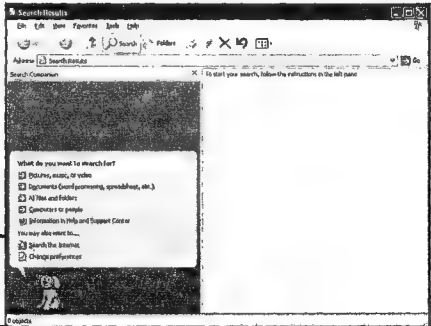 Search Results
File Edit View Favorites Tools Help
Search Folders
Address Search Results Go
Search Companion X To start your search, follow the instructions in the left pane
What do you want to search for?
Pictures, music, or video
Documents (word processing, spreadsheet, etc.)
All files and folders
Computers or people
Information in Help and Support Center
You may also want to...
Search the Internet
Change preferences
0 objects